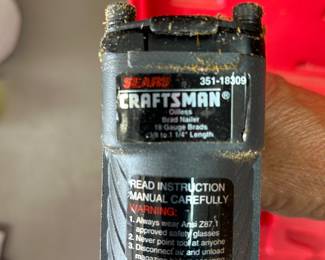 SEARS 351-18309
CRAFTSMAN®
Oilless
Brad Nailer
18 Gauge Brads
to 1 1/4" Length
READ INSTRUCTION
MANUAL CAREFULLY
WARNING:
1. Always wear Ansi Z87.1
approved safety glasses
2. Never point tool at anyone
3. Disconnect air and unload